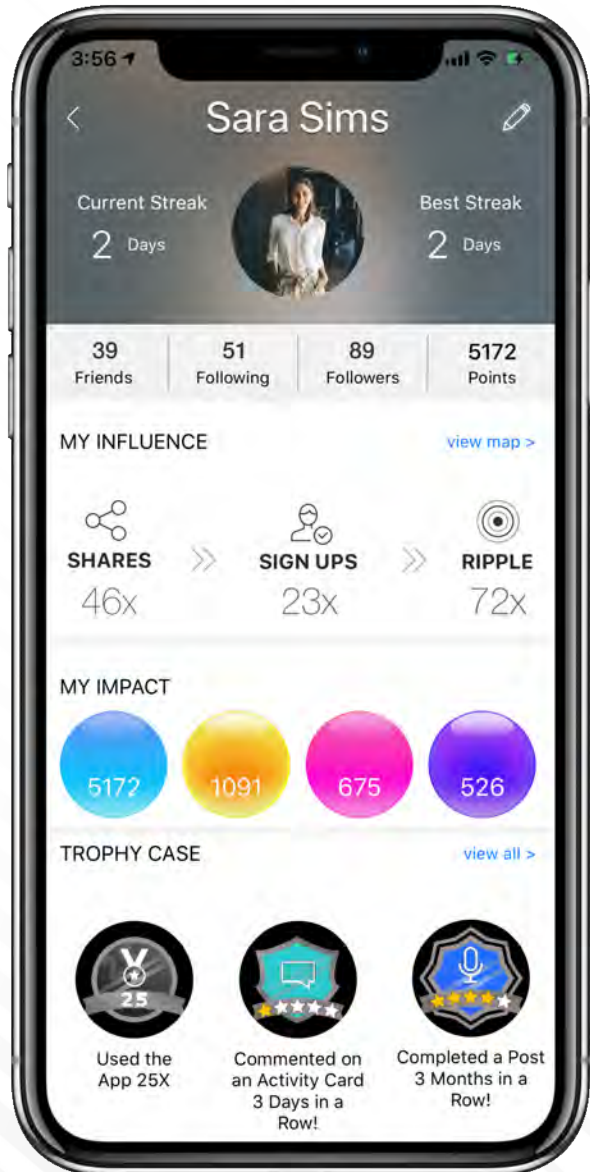 3:56
Sara Sims
Current Streak
2 Days
Best Streak
2 Days
39
Friends
51
Following
89
Followers
5172
Points
MY INFLUENCE
view map >
SHARES
46x
SIGN UPS
23x
RIPPLE
72x
MY IMPACT
5172
1091
675
526
TROPHY CASE
view all >
25
Used the
App 25X
Commented on
an Activity Card
3 Days in a
Row!
Completed a Post
3 Months in a
Row!